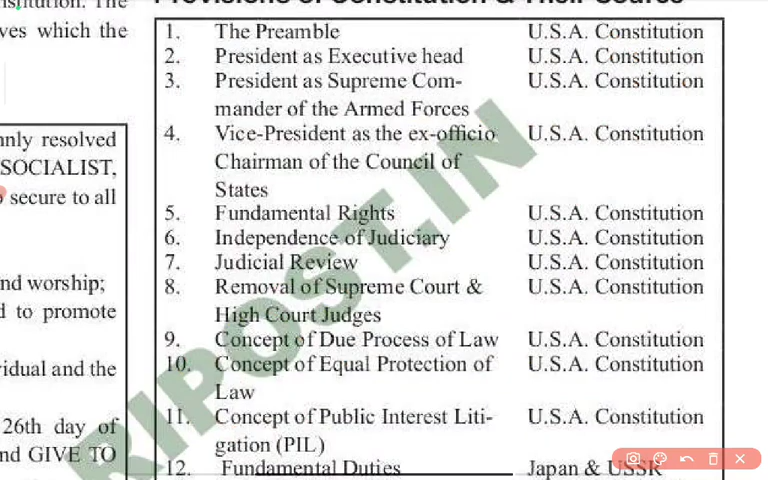 nstitution. The
ves which the
nnly resolved
SOCIALIST,
secure to all
nd worship;
d to promote
vidual and the
26th day of
nd GIVE TO
Provisions of Constitution & Their Source
1. The Preamble U.S.A. Constitution
2. President as Executive head U.S.A. Constitution
3. President as Supreme Com- U.S.A. Constitution
mander of the Armed Forces
4. Vice-President as the ex-officio U.S.A. Constitution
Chairman of the Council of
States
5. Fundamental Rights U.S.A. Constitution
6. Independence of Judiciary U.S.A. Constitution
7. Judicial Review U.S.A. Constitution
8. Removal of Supreme Court & U.S.A. Constitution
High Court Judges
9. Concept of Due Process of Law U.S.A. Constitution
10. Concept of Equal Protection of U.S.A. Constitution
Law
11. Concept of Public Interest Liti- U.S.A. Constitution
gation (PIL)
12. Fundamental Duties Japan & USSR
RIPOST.IN